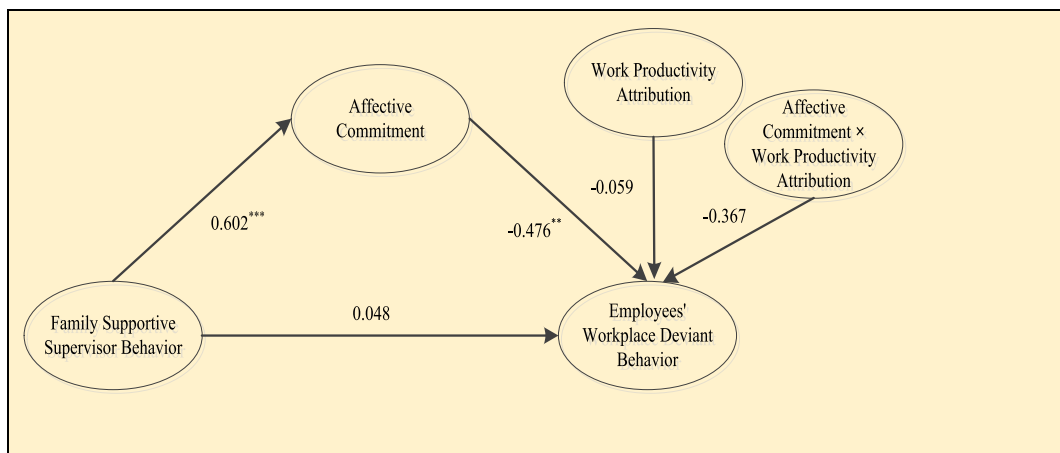 Work Productivity
Attribution
Affective
Commitment
Affective
Commitment ×
Work Productivity
Attribution
-0.059
0.602***
-0.476**
-0.367
Family Supportive
Supervisor Behavior
0.048
Employees'
Workplace Deviant
Behavior